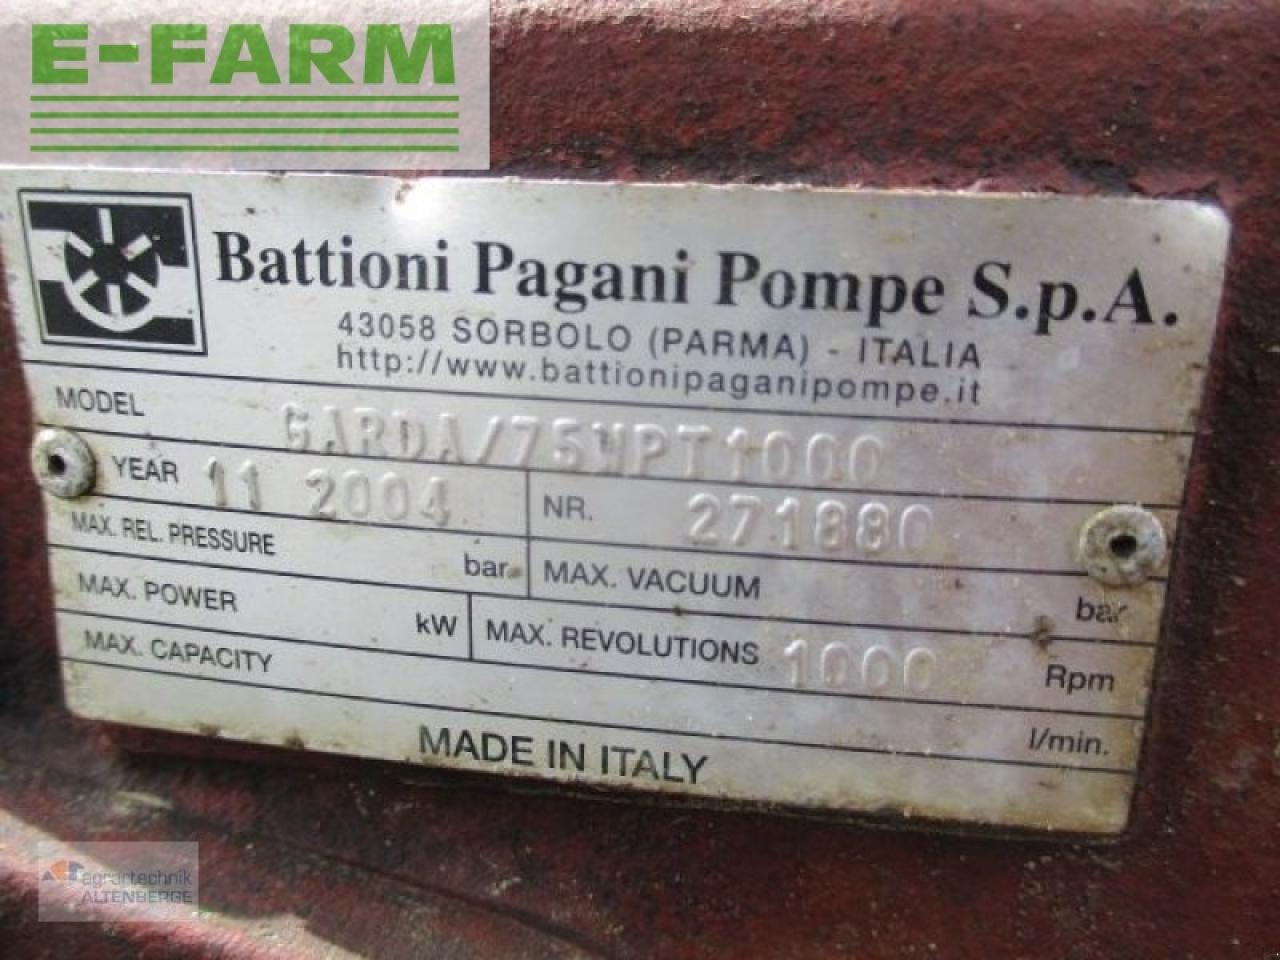 E-FARM
Battioni Pagani Pompe S.p.A.
43058 SORBOLO (PARMA) - ITALIA
http://www.battionipaganipompe.it
MODEL GARDA/75WPT1000
YEAR 11 2004 NR. 271880
MAX. REL. PRESSURE bar MAX. VACUUM bar
MAX. POWER kW MAX. REVOLUTIONS 1000 Rpm
MAX. CAPACITY l/min.
MADE IN ITALY
agrartechnik
ALTENBERGE